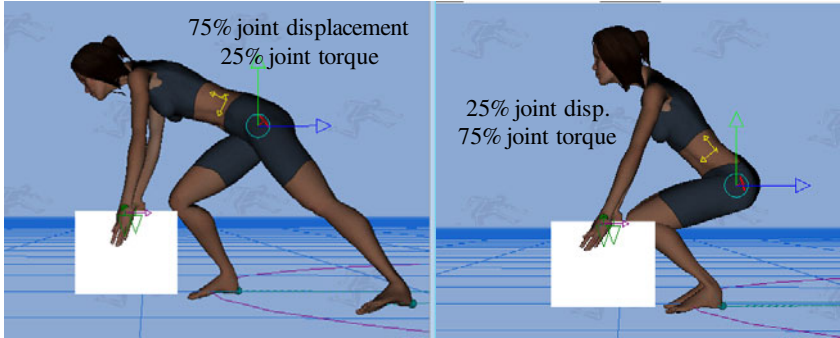 75% joint displacement
25% joint torque
25% joint disp.
75% joint torque